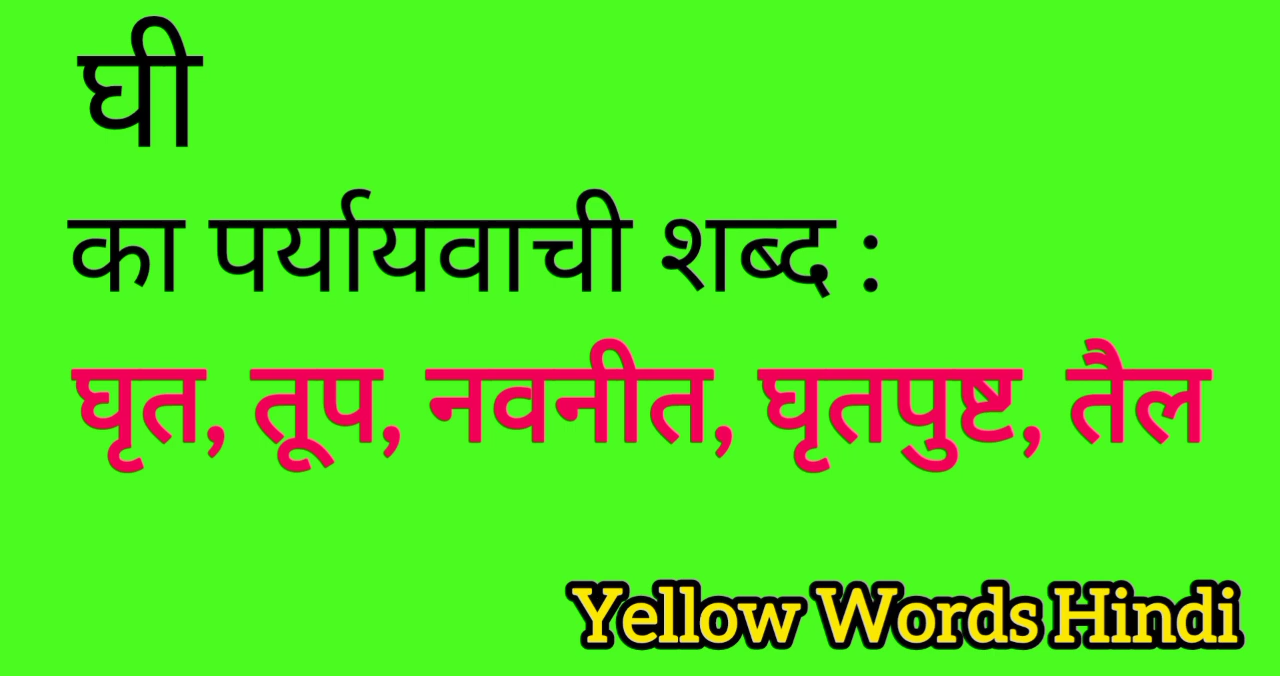 घी
का पर्यायवाची शब्द :
घृत, तूप, नवनीत, घृतपुष्ट, तैल
Yellow Words Hindi